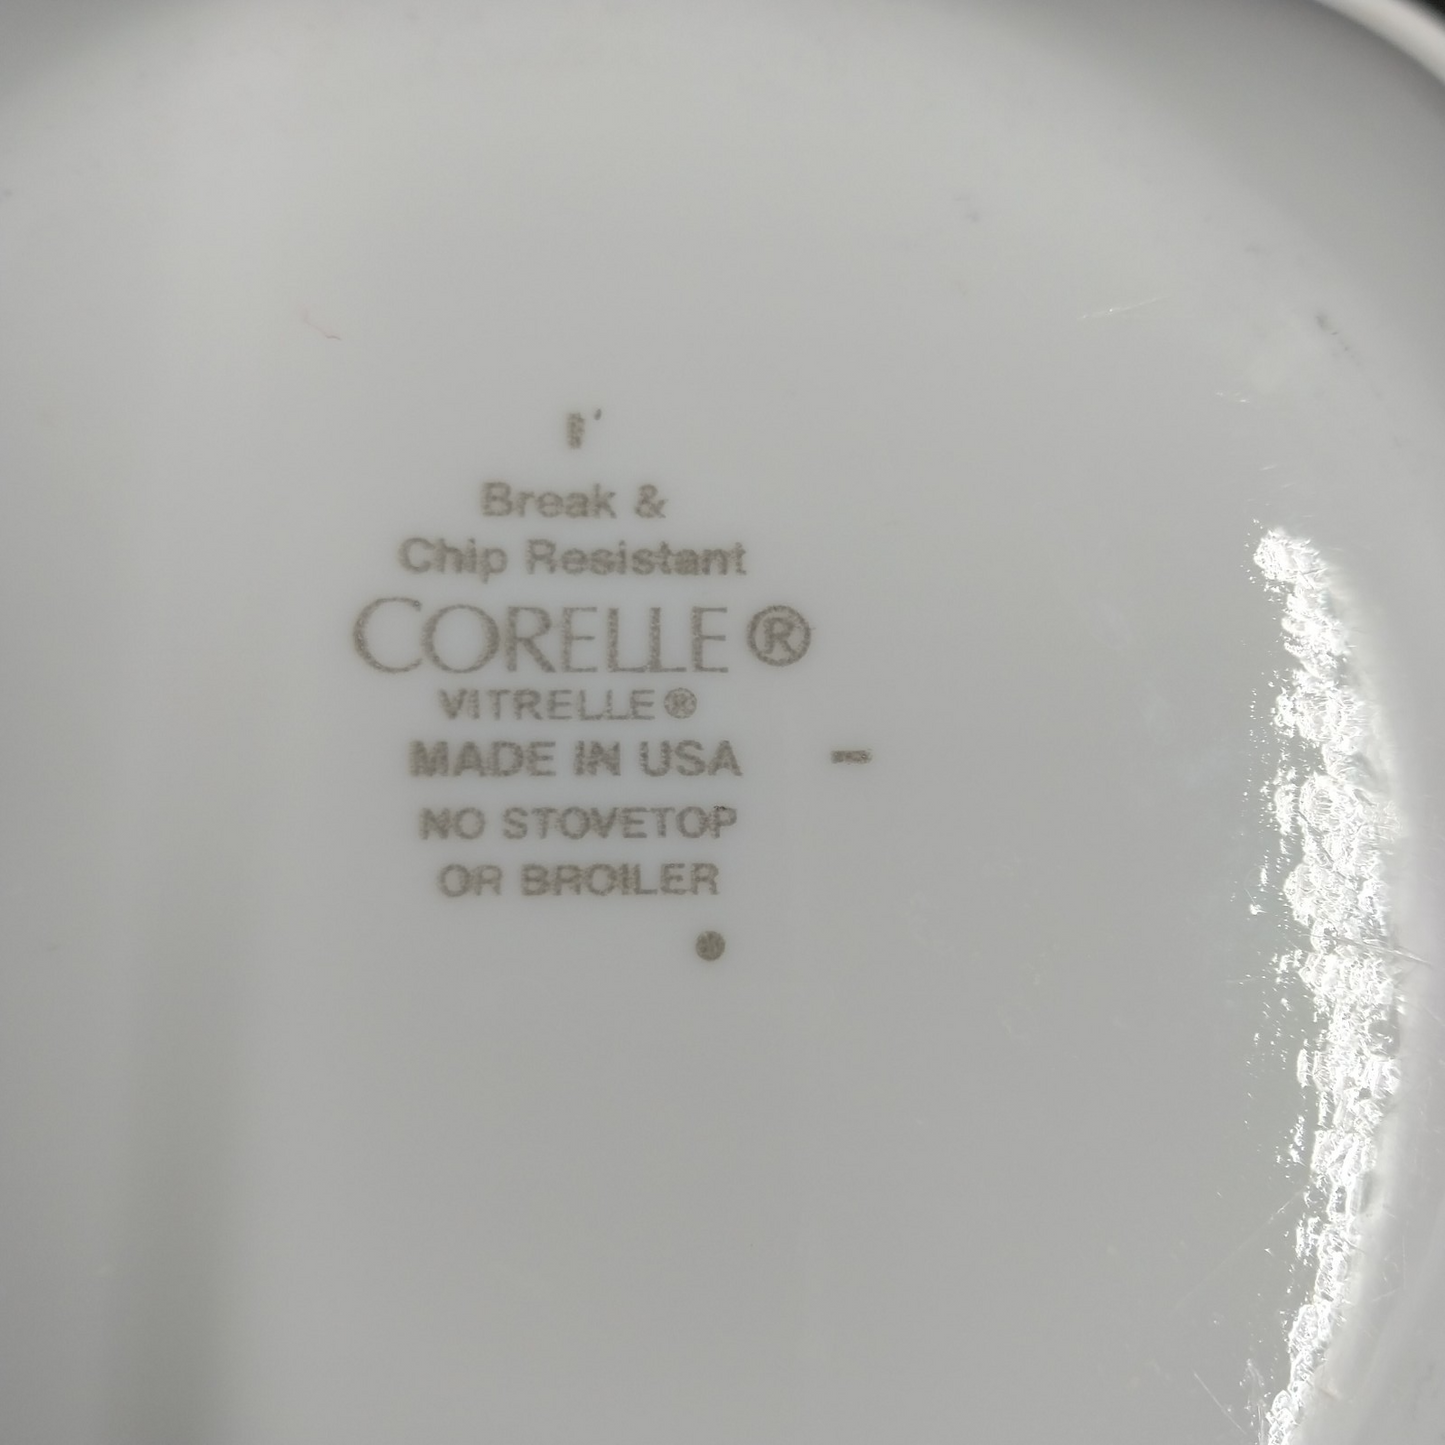 Break &
Chip Resistant
CORELLE®
VITRELLE®
MADE IN USA
NO STOVETOP
OR BROILER